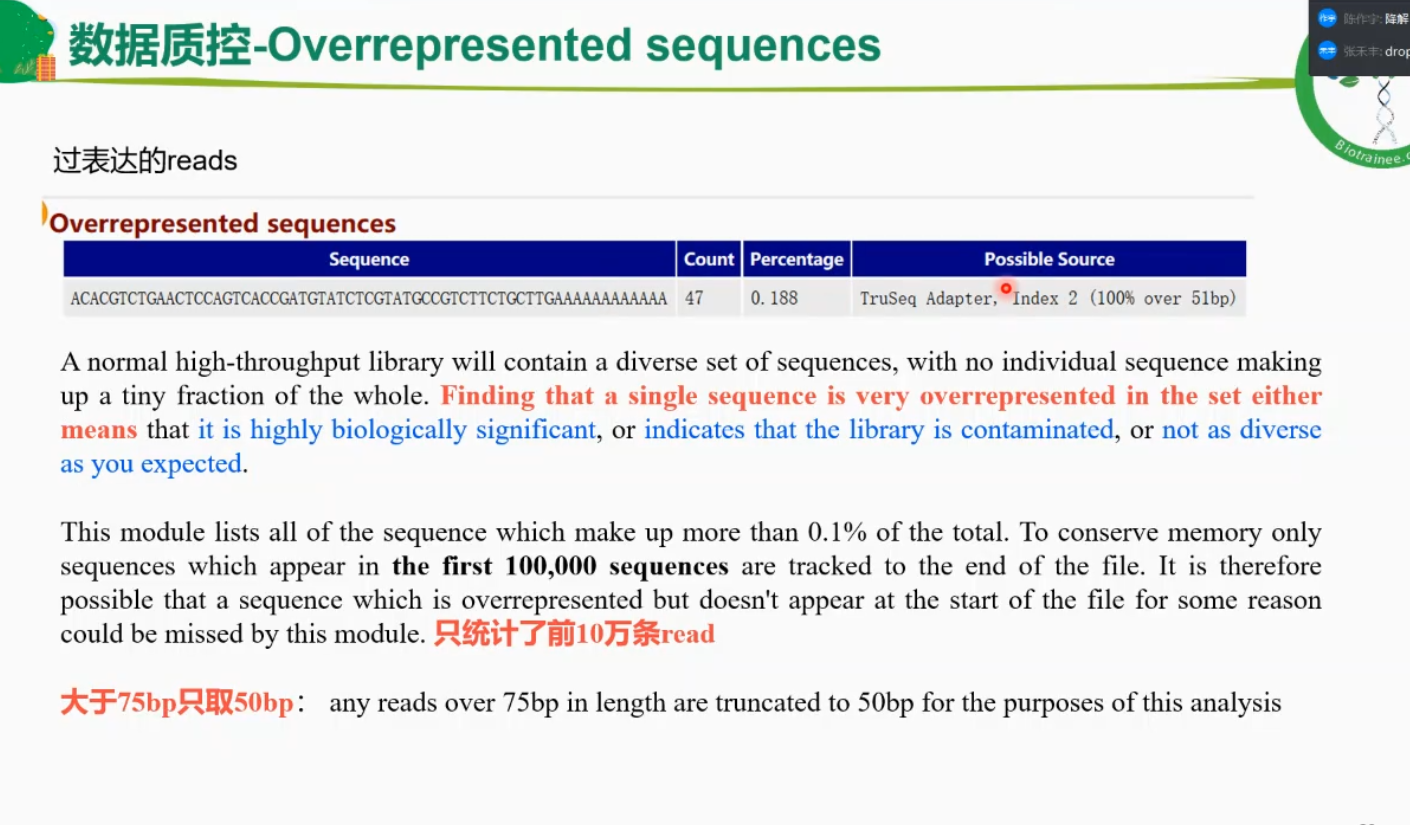 数据质控-Overrepresented sequences
陈作宇: 降解
张禾丰: drop
Biotrainee.c
过表达的reads
Overrepresented sequences
Sequence Count Percentage Possible Source
ACACGTCTGAACTCCAGTCACCGATGTATCTCGTATGCCGTCTTCTGCTTGAAAAAAAAAAAA 47 0.188 TruSeq Adapter, Index 2 (100% over 51bp)
A normal high-throughput library will contain a diverse set of sequences, with no individual sequence making
up a tiny fraction of the whole. Finding that a single sequence is very overrepresented in the set either
means that it is highly biologically significant, or indicates that the library is contaminated, or not as diverse
as you expected.
This module lists all of the sequence which make up more than 0.1% of the total. To conserve memory only
sequences which appear in the first 100,000 sequences are tracked to the end of the file. It is therefore
possible that a sequence which is overrepresented but doesn't appear at the start of the file for some reason
could be missed by this module. 只统计了前10万条read
大于75bp只取50bp： any reads over 75bp in length are truncated to 50bp for the purposes of this analysis